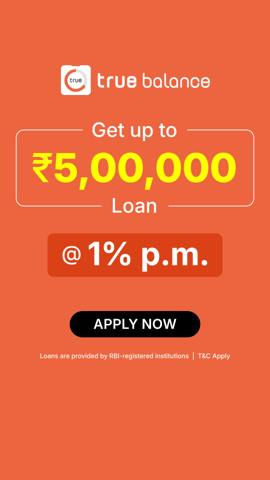 true
true balance
Get up to
₹5,00,000
Loan
@ 1% p.m.
APPLY NOW
Loans are provided by RBI-registered institutions | T&C Apply